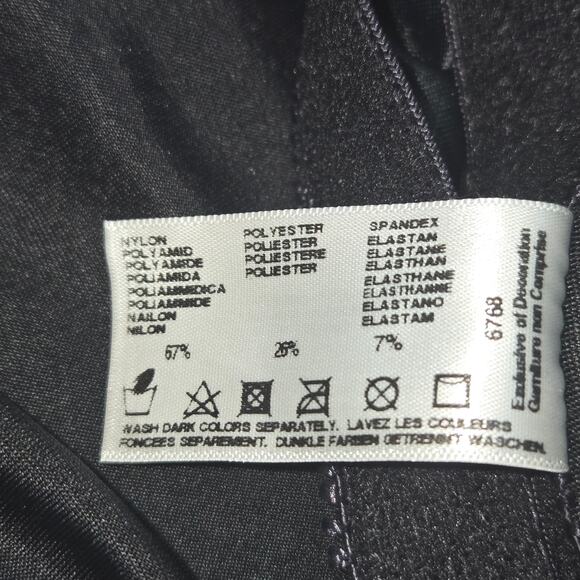 NYLON
POLYAMID
POLYAMIDE
POLIAMIDA
POLIAMMEDICA
POLIAMMIDE
NAILON
NILON
67%
POLYESTER
POLIESTER
POLIESTERE
POLIESTER
26%
SPANDEX
ELASTAN
ELASTANE
ELASTHAN
ELASTHANE
ELASTHANNE
ELASTANO
ELASTAM
7%
6768
Exclusive of Decoration
Garniture non Comprise
WASH DARK COLORS SEPARATELY. LAVEZ LES COULEURS
FONCEES SEPAREMENT. DUNKLE FARBEN GETRENNT WASCHEN.